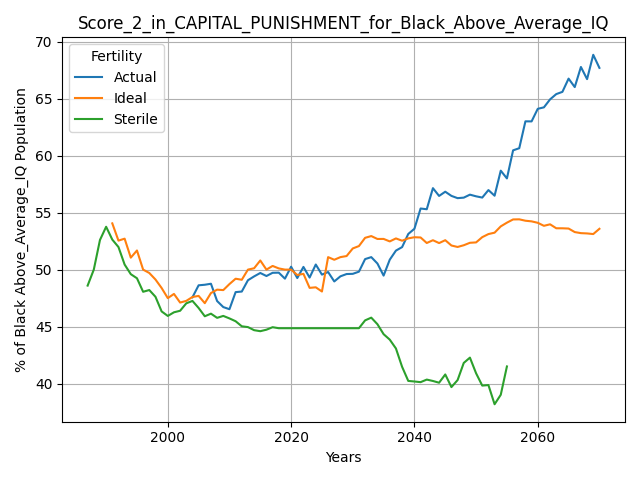 Score_2_in_CAPITAL_PUNISHMENT_for_Black_Above_Average_IQ
70
65
60
55
50
45
40
% of Black Above_Average_IQ Population
Fertility
Actual
Ideal
Sterile
2000
2020
2040
2060
Years